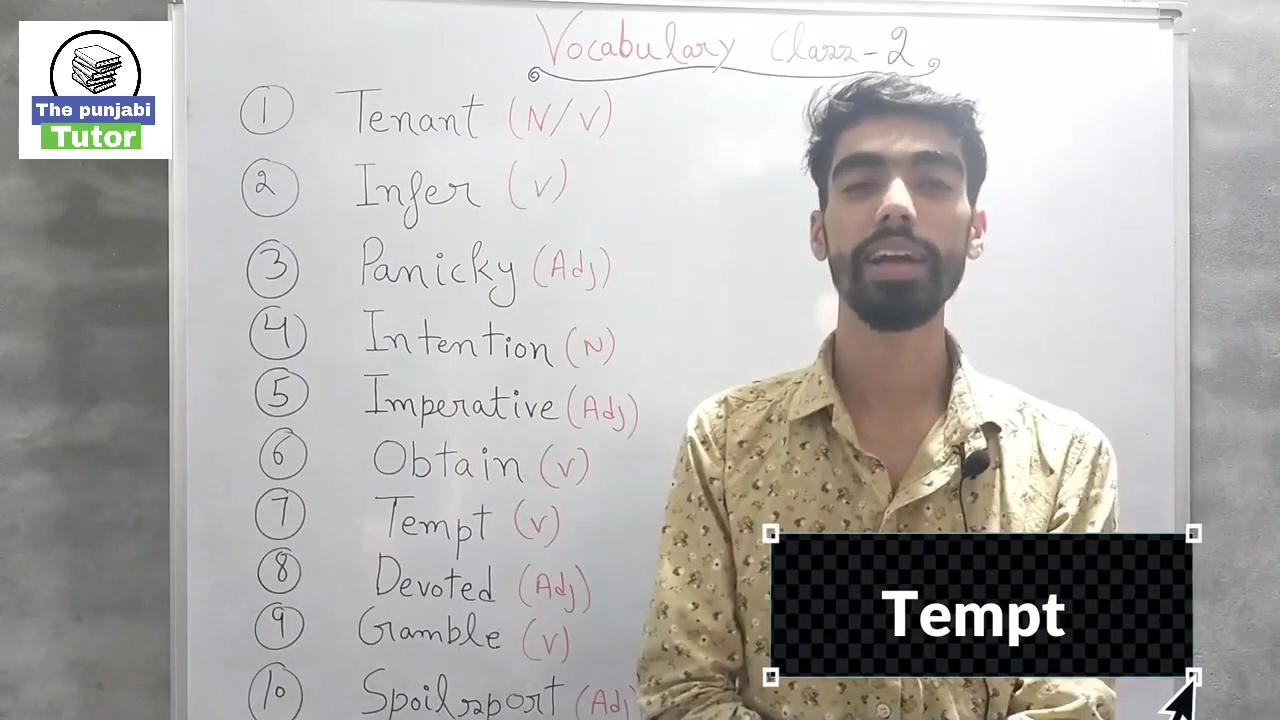 The punjabi
Tutor
Vocabulary Class-2
1 Tenant (N/V)
2 Infer (V)
3 Panicky (Adj)
4 Intention (N)
5 Imperative (Adj)
6 Obtain (V)
7 Tempt (V)
8 Devoted (Adj)
9 Gamble (V)
10 Spoilsport (Adj
Tempt